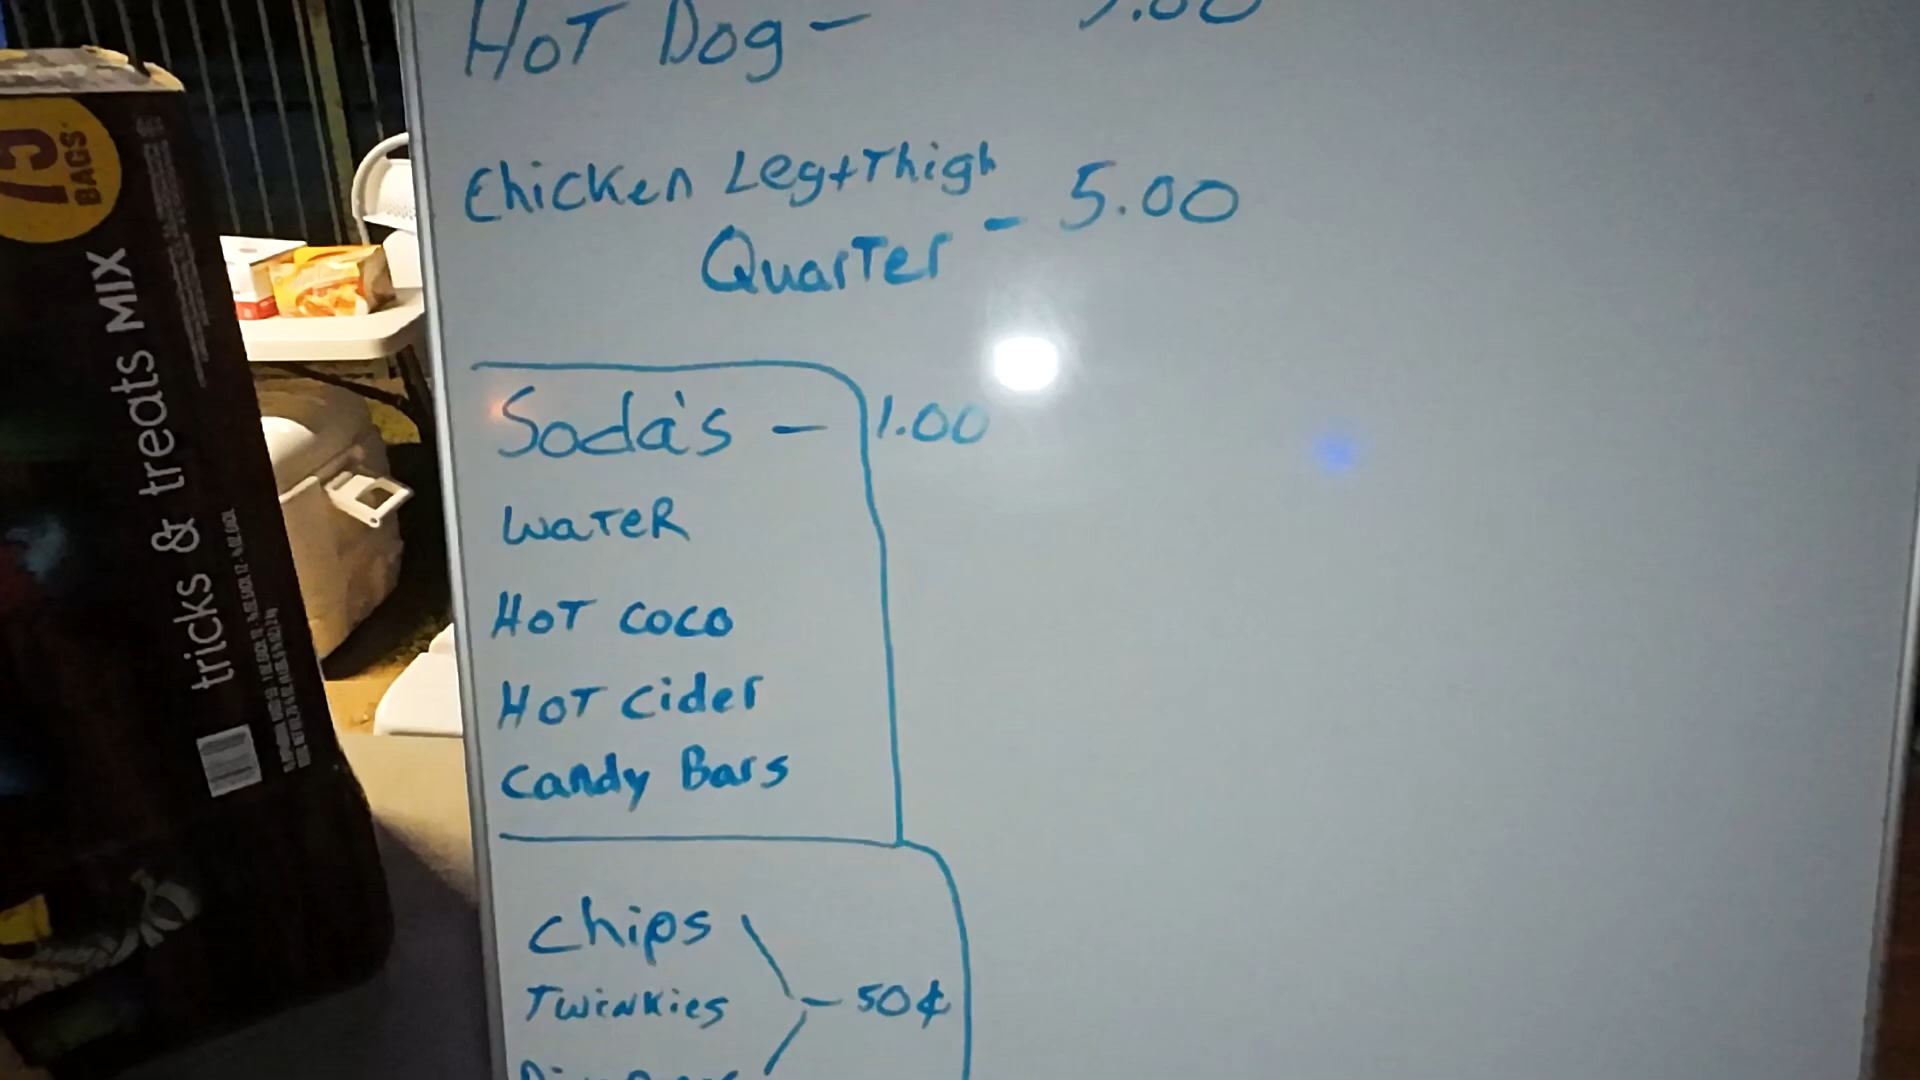 HOT Dog -
Chicken Leg+Thigh
Quarter - 5.00
Soda's - 1.00
WATER
HOT COCO
HOT Cider
Candy Bars
Chips
Twinkies - 50¢
75
BAGS
tricks & treats MIX